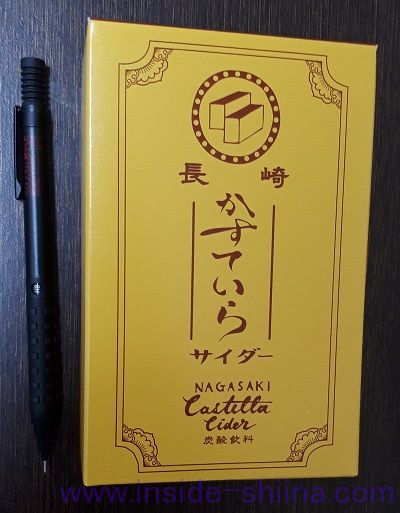 長崎
かすていら
サイダー
NAGASAKI
Castella
Cider
炭酸飲料
www.inside-shiina.com